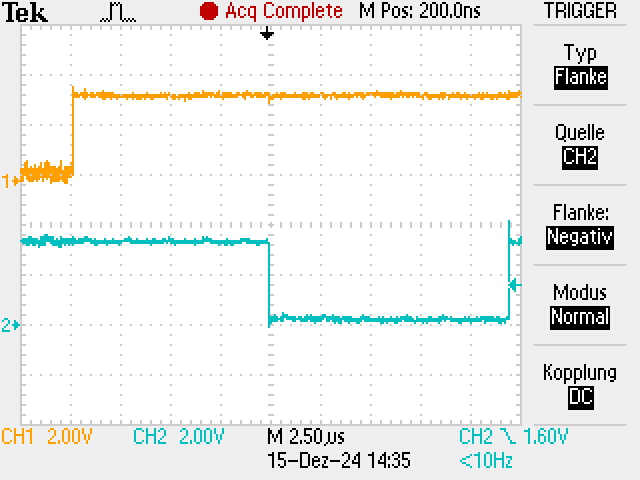 Tek Acq Complete M Pos: 200.0ns TRIGGER
Typ
Flanke
Quelle
CH2
Flanke:
Negativ
Modus
Normal
Kopplung
DC
1
2
CH1 2.00V CH2 2.00V M 2.50µs CH2 1.60V
15-Dez-24 14:35 <10Hz